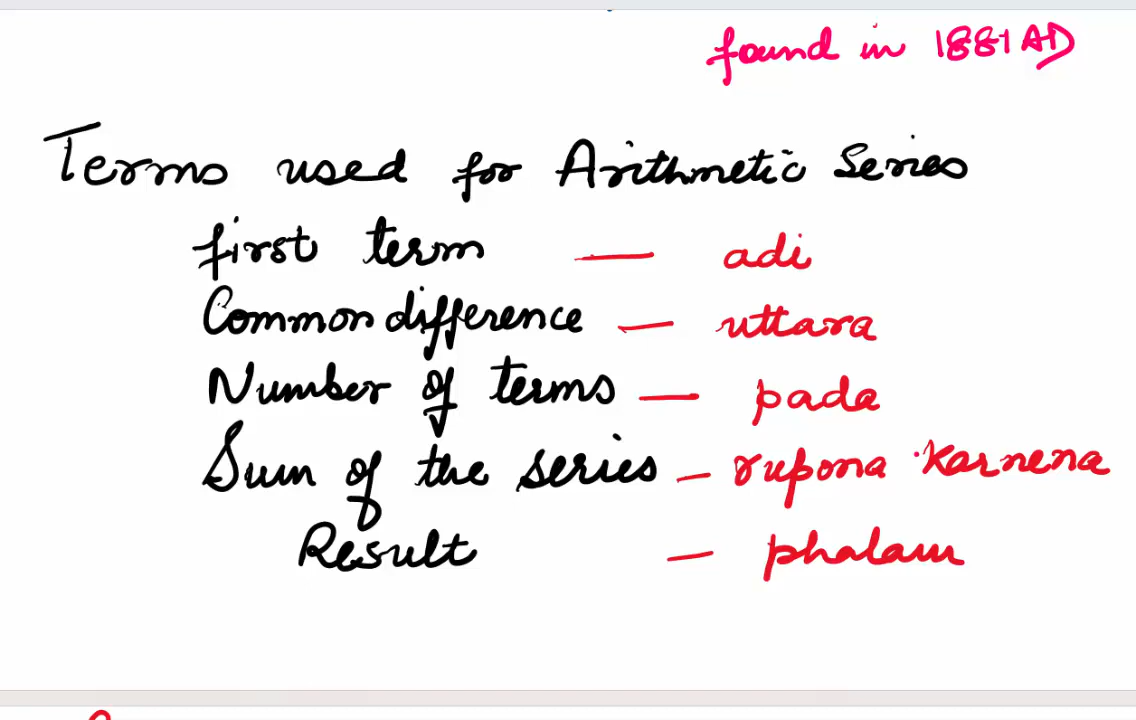 found in 1881 AD
Terms used for Arithmetic Series
first term — adi
Common difference — uttara
Number of terms — pada
Sum of the series — rupona karnena
Result — phalam